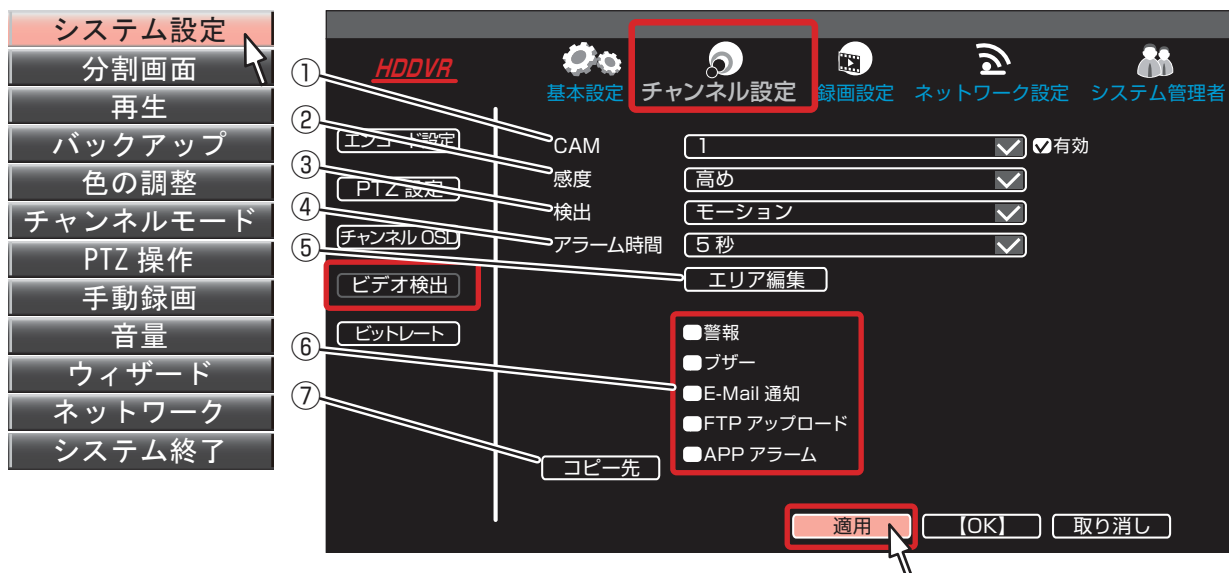 システム設定
分割画面
再生
バックアップ
色の調整
チャンネルモード
PTZ 操作
手動録画
音量
ウィザード
ネットワーク
システム終了
①
②
③
④
⑤
⑥
⑦
HDDVR
基本設定 チャンネル設定 録画設定 ネットワーク設定 システム管理者
エンコード設定
PTZ 設定
チャンネル OSD
ビデオ検出
ビットレート
CAM 1 有効
感度 高め
検出 モーション
アラーム時間 5 秒
エリア編集
警報
ブザー
E-Mail 通知
FTP アップロード
APP アラーム
コピー先
適用 【OK】 取り消し